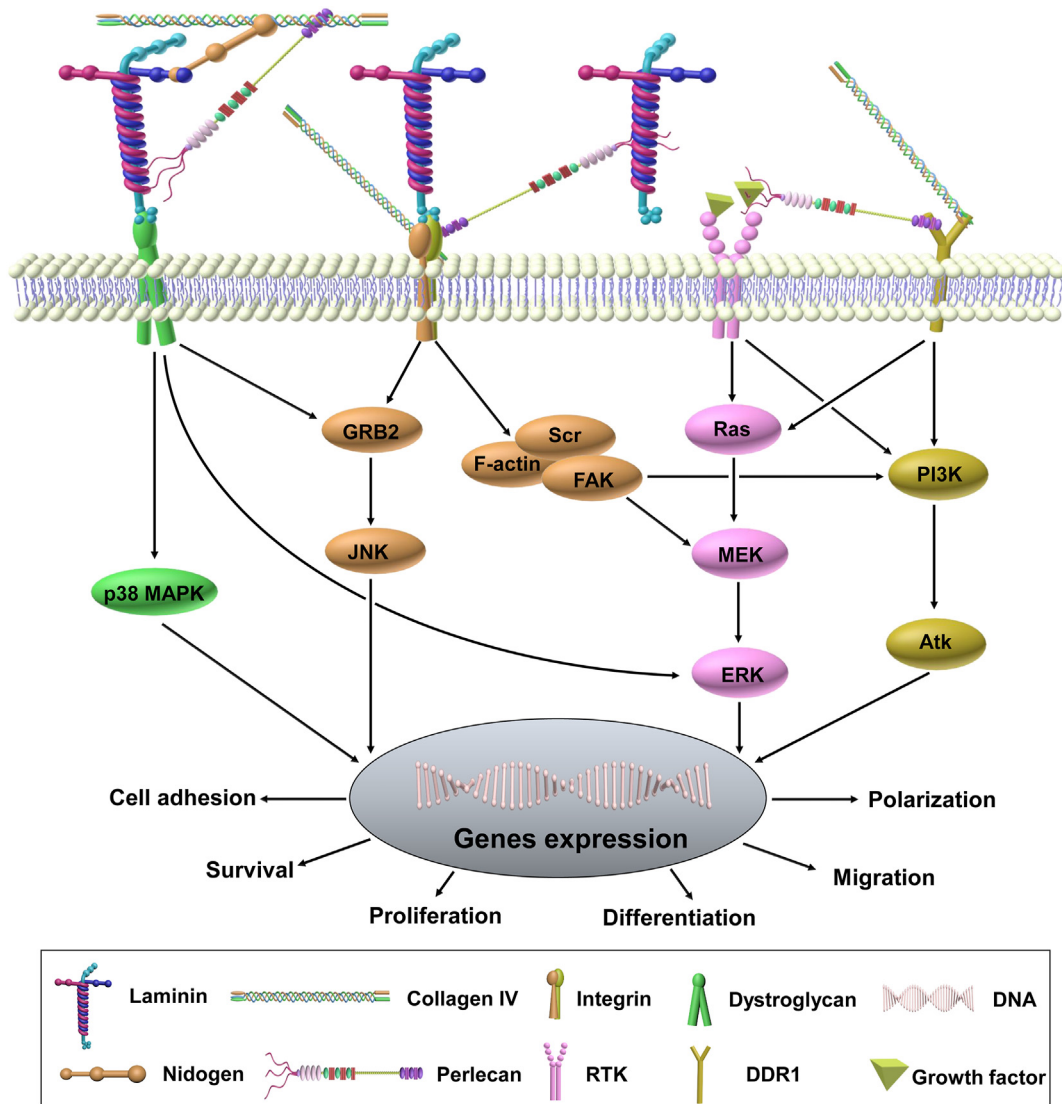 GRB2
Scr
F-actin
FAK
Ras
PI3K
JNK
MEK
p38 MAPK
ERK
Atk
Cell adhesion
Genes expression
Polarization
Survival
Migration
Proliferation
Differentiation
Laminin
Collagen IV
Integrin
Dystroglycan
DNA
Nidogen
Perlecan
RTK
DDR1
Growth factor